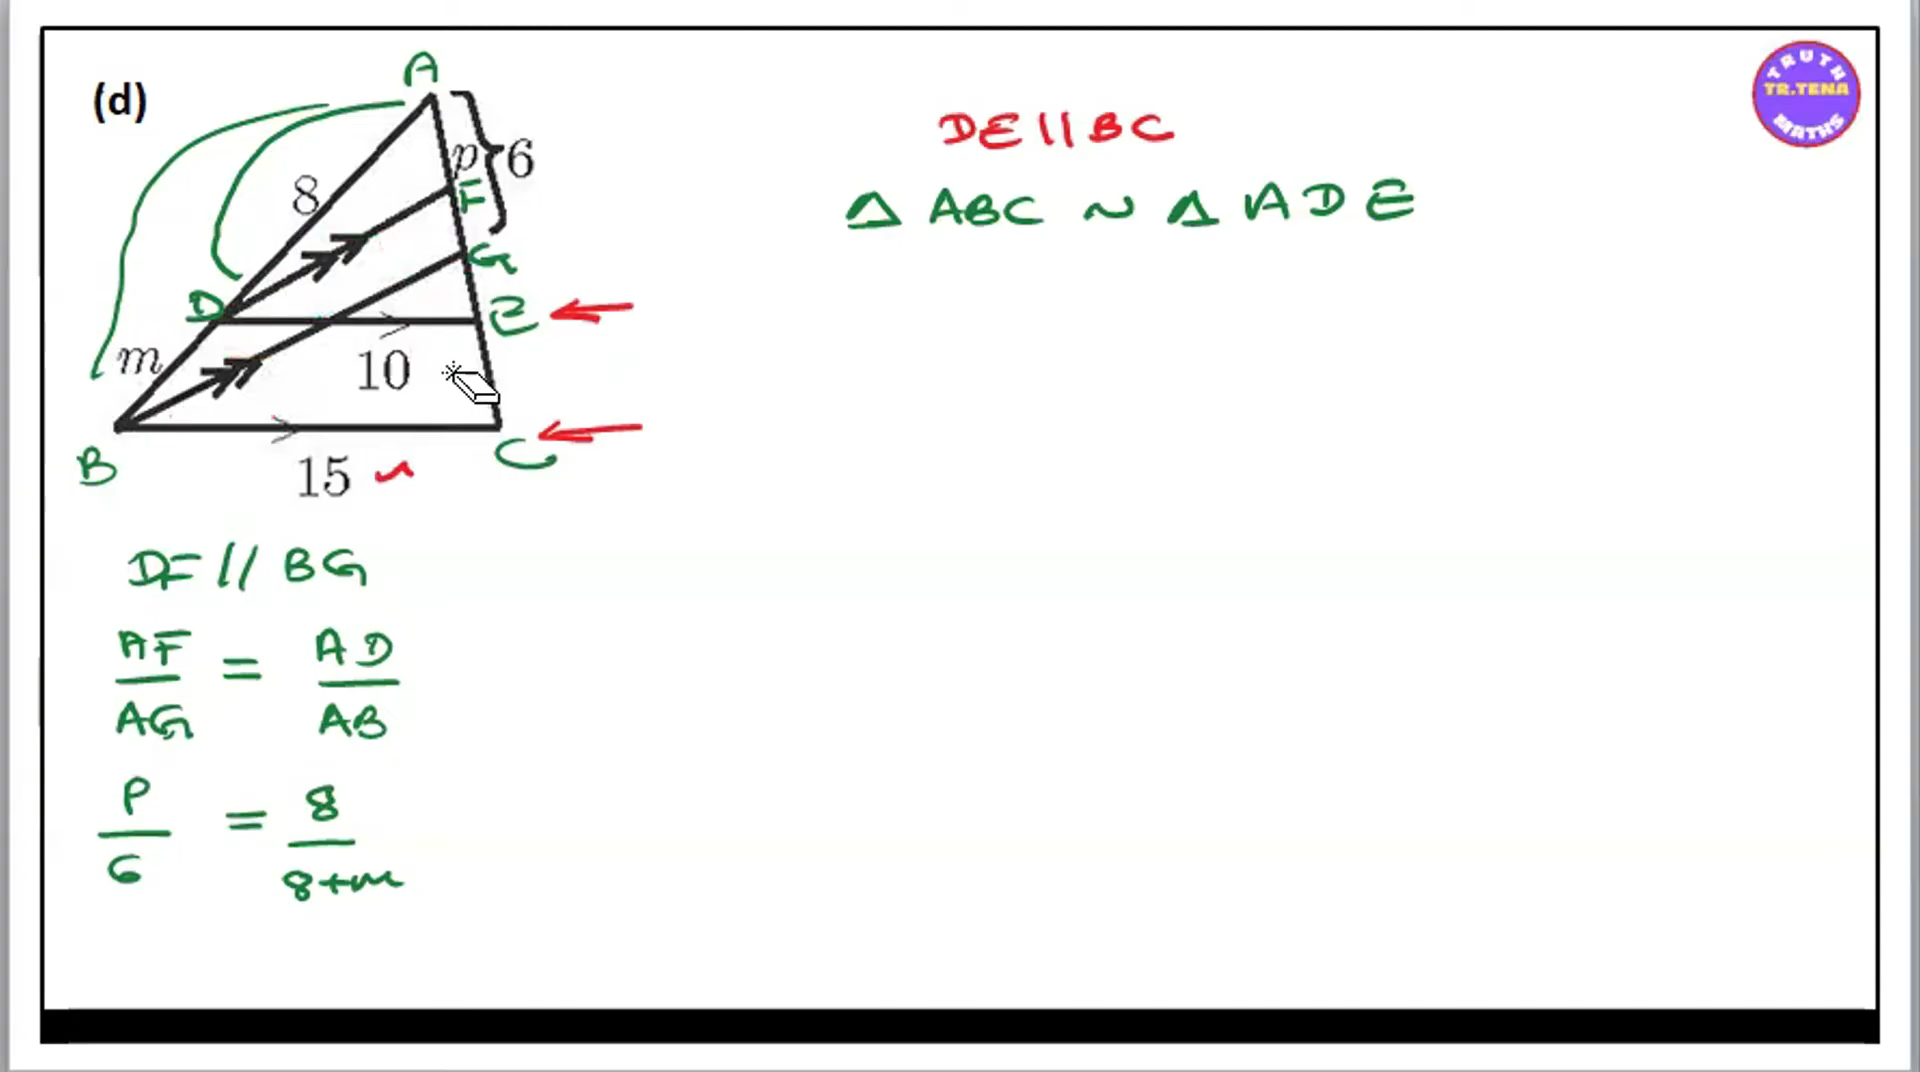 (d)
A
p
6
8
F
G
D
E
m
10
B
C
15
DF // BG
AF = AD
AG AB
P = 8
6 8+m
DE // BC
Δ ABC ~ Δ ADE
TRUTH
TR.TENA
MATHS